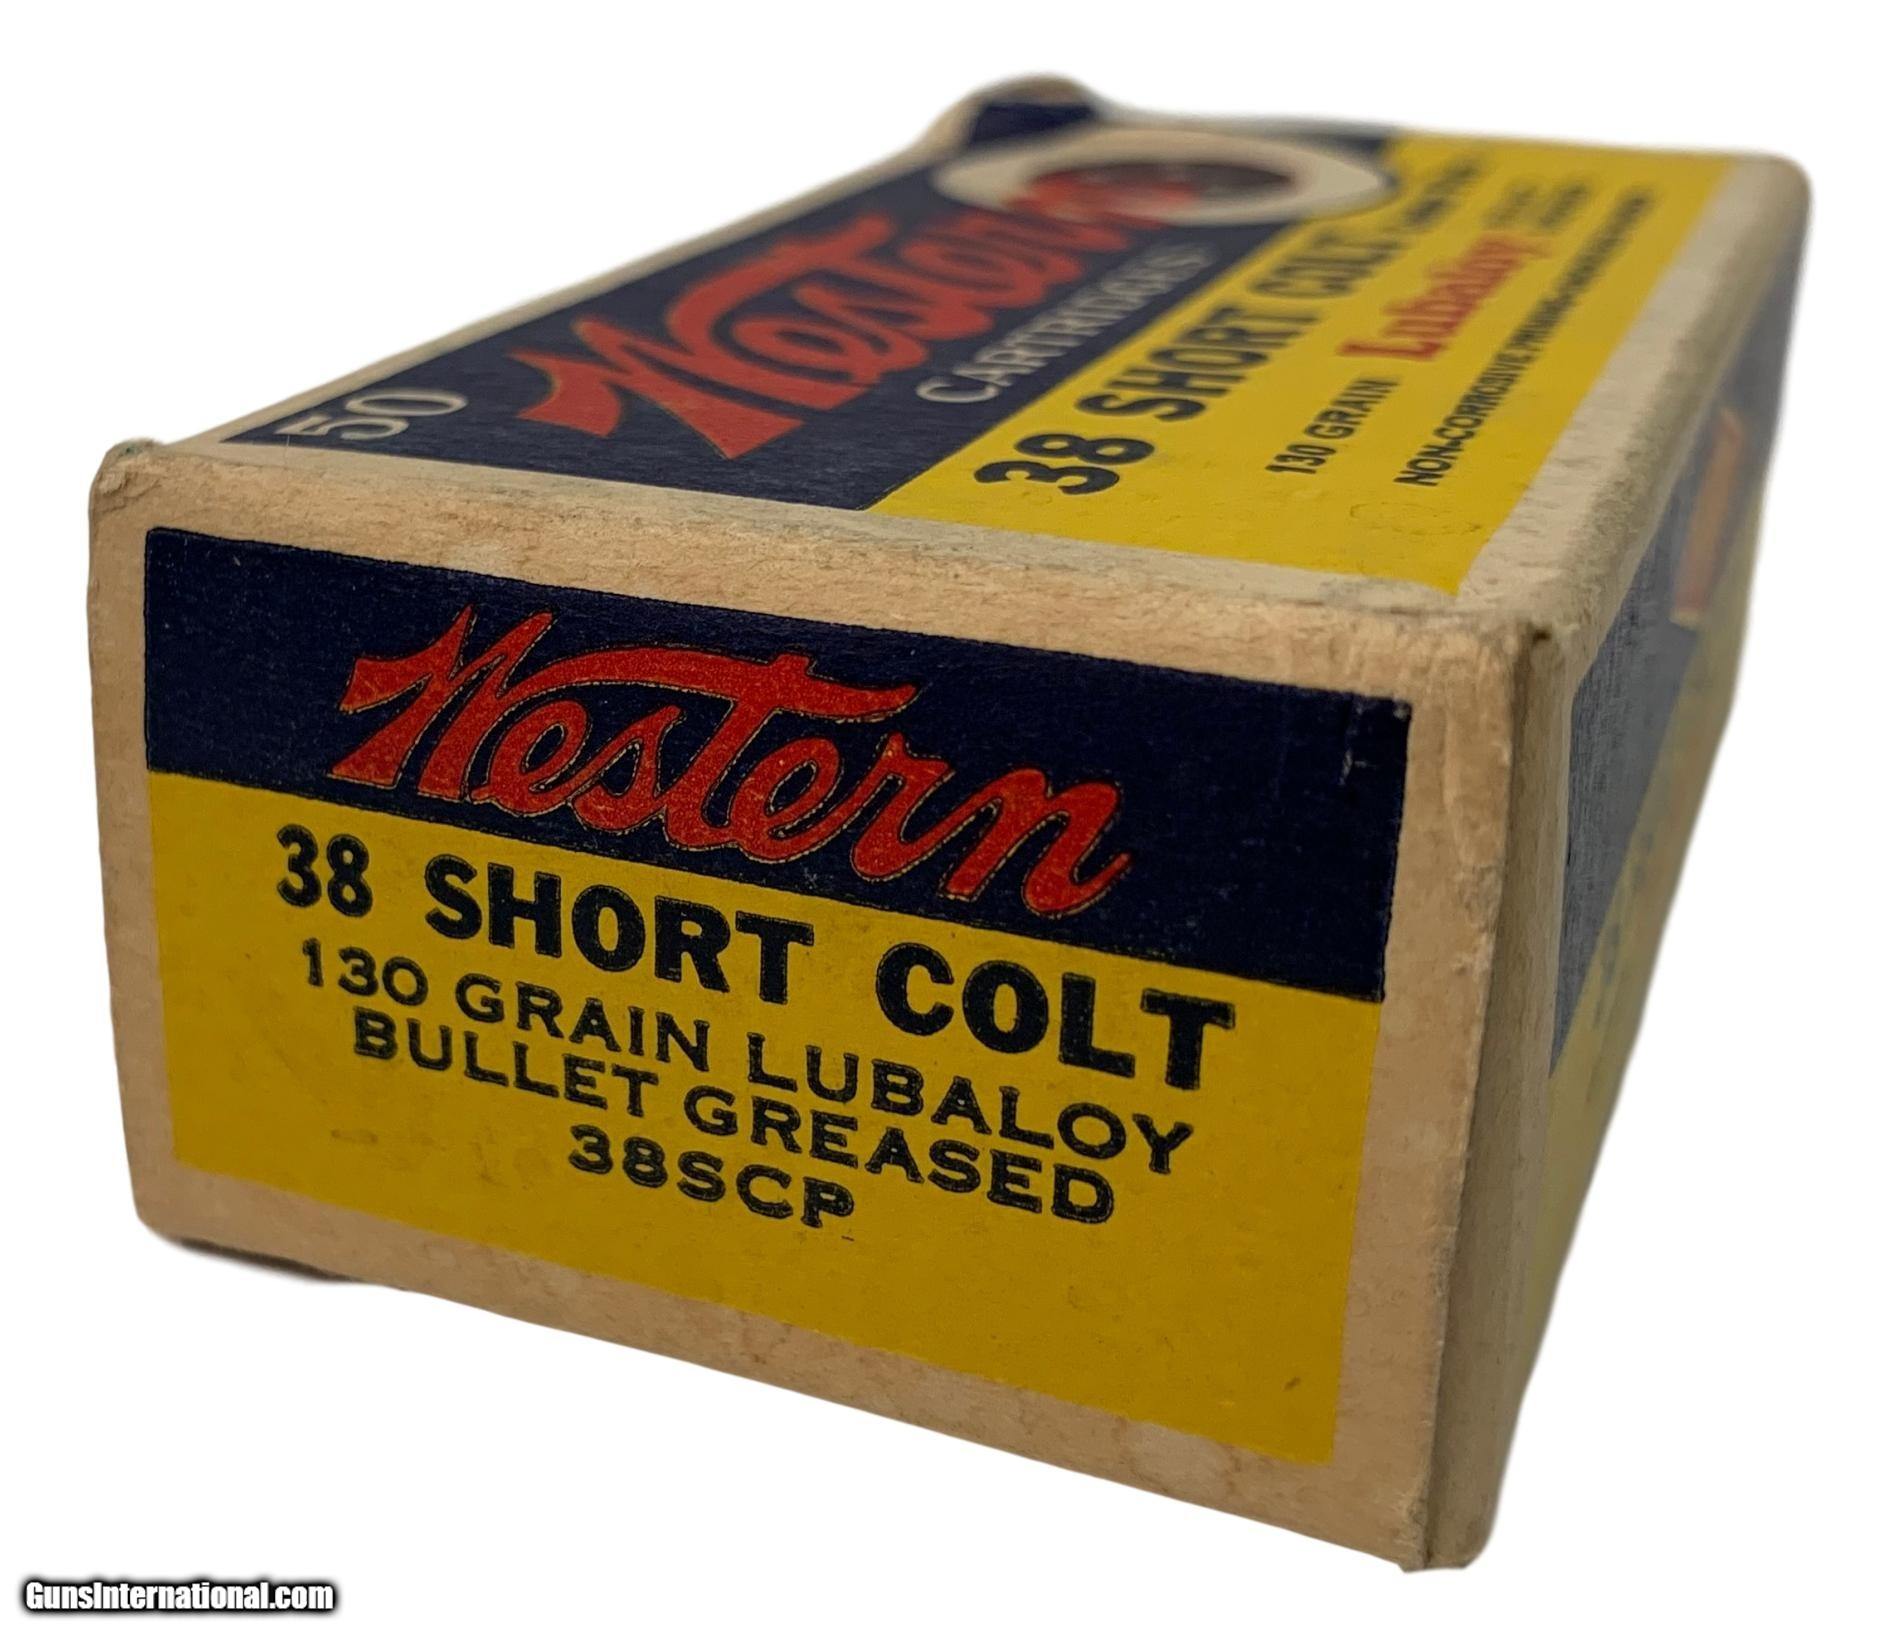 50
Western
CARTRIDGES
38 SHORT COLT
130 GRAIN Lubaloy
NON-CORROSIVE
Western
38 SHORT COLT
130 GRAIN LUBALOY
BULLET GREASED
38SCP
GunsInternational.com